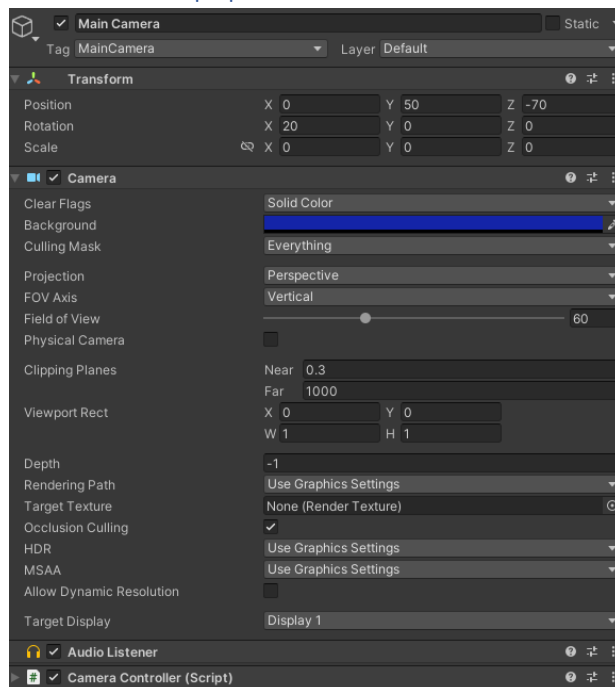 Main Camera Static
Tag MainCamera Layer Default
Transform
Position X 0 Y 50 Z -70
Rotation X 20 Y 0 Z 0
Scale X 0 Y 0 Z 0
Camera
Clear Flags Solid Color
Background
Culling Mask Everything
Projection Perspective
FOV Axis Vertical
Field of View 60
Physical Camera
Clipping Planes Near 0.3
Far 1000
Viewport Rect X 0 Y 0
W 1 H 1
Depth -1
Rendering Path Use Graphics Settings
Target Texture None (Render Texture)
Occlusion Culling
HDR Use Graphics Settings
MSAA Use Graphics Settings
Allow Dynamic Resolution
Target Display Display 1
Audio Listener
# Camera Controller (Script)